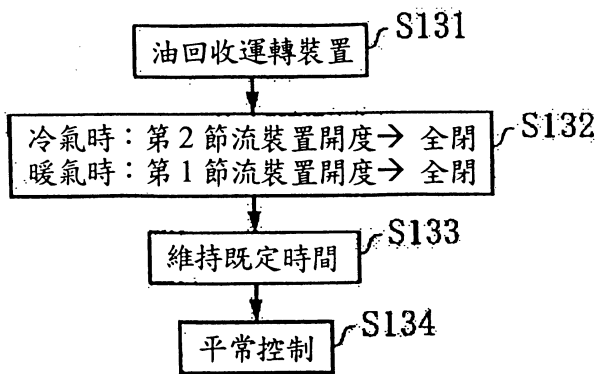 油回收運轉裝置 S131
冷氣時：第2節流裝置開度→ 全閉 S132
暖氣時：第1節流裝置開度→ 全閉
維持既定時間 S133
平常控制 S134